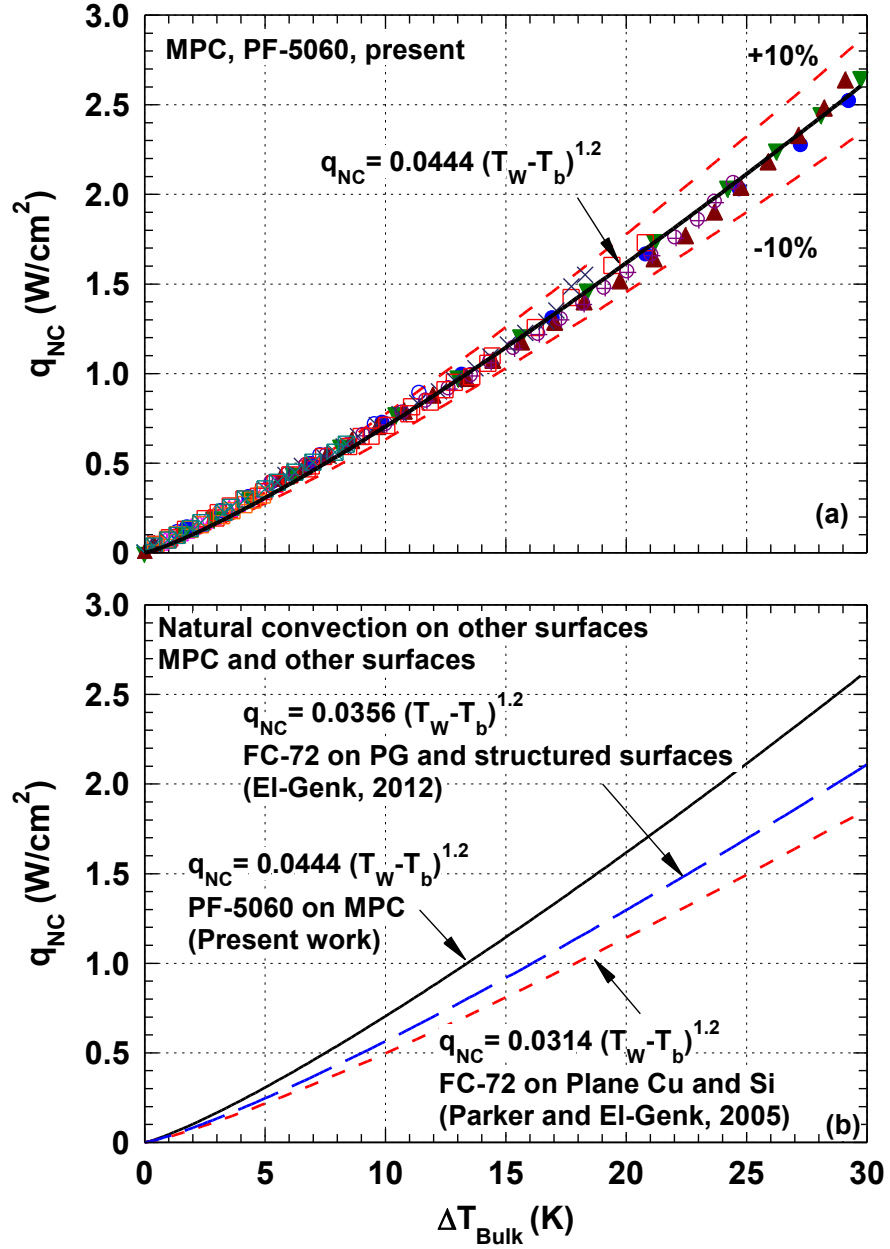 3.0
MPC, PF-5060, present
+10%
2.5
q_NC = 0.0444 (T_W-T_b)^1.2
2.0
-10%
q_NC (W/cm^2)
1.5
1.0
0.5
(a)
0
3.0
Natural convection on other surfaces
MPC and other surfaces
2.5
q_NC = 0.0356 (T_W-T_b)^1.2
FC-72 on PG and structured surfaces
(El-Genk, 2012)
2.0
q_NC (W/cm^2)
1.5
q_NC = 0.0444 (T_W-T_b)^1.2
PF-5060 on MPC
(Present work)
1.0
q_NC = 0.0314 (T_W-T_b)^1.2
0.5
FC-72 on Plane Cu and Si
(Parker and El-Genk, 2005)
(b)
0
0 5 10 15 20 25 30
ΔT_Bulk (K)